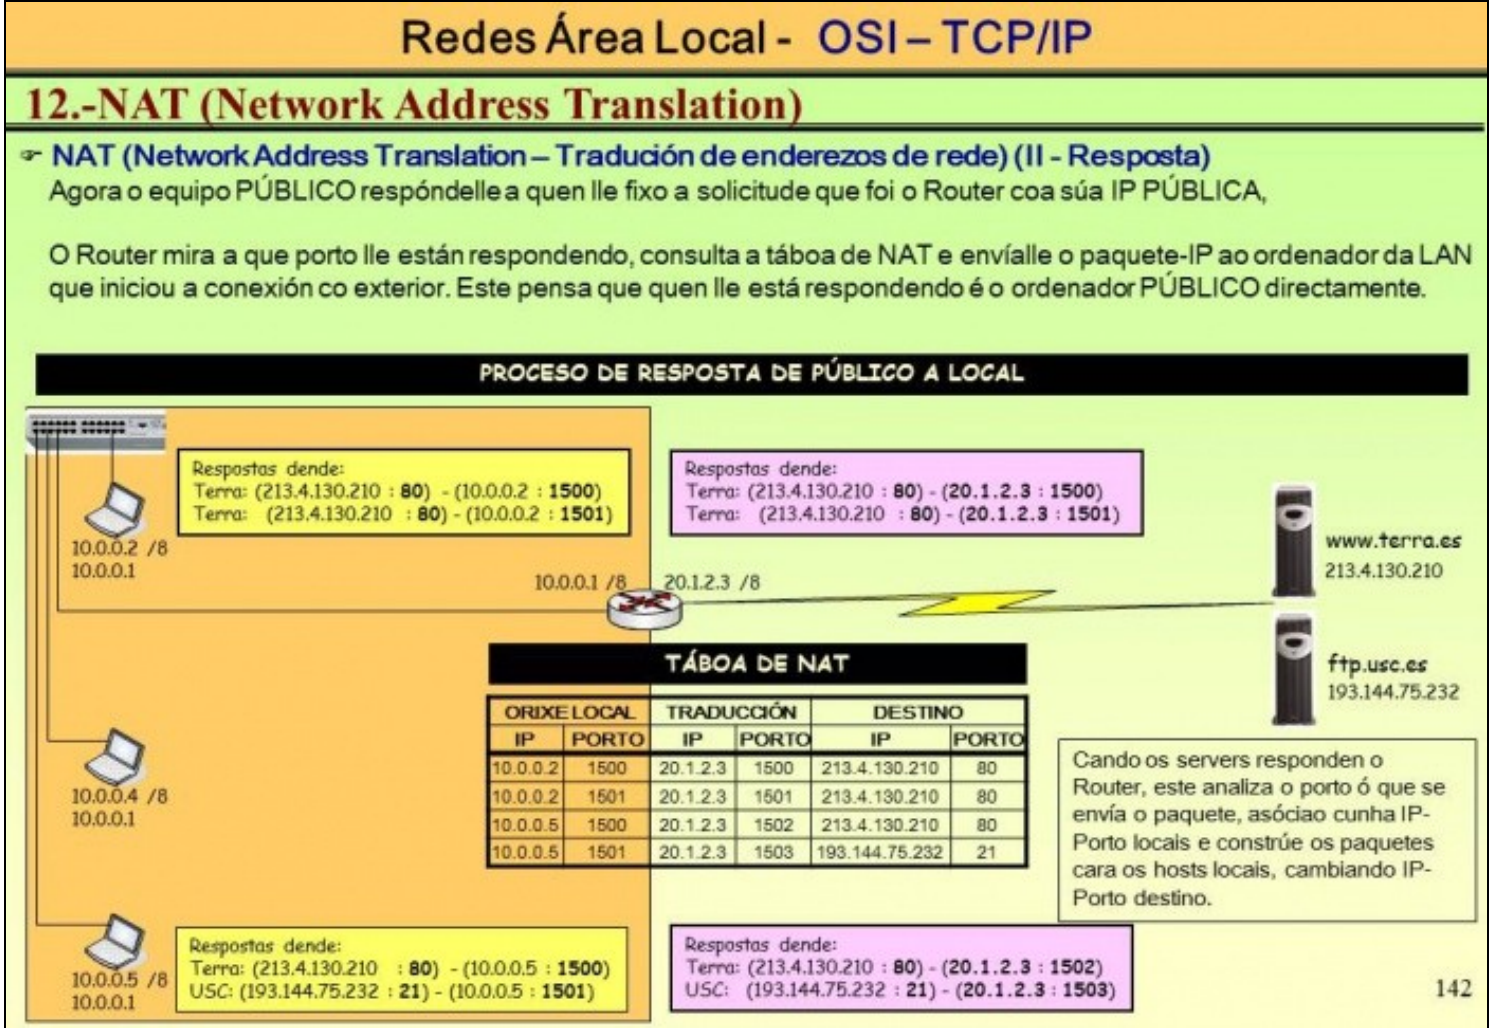 Redes Área Local - OSI – TCP/IP
12.-NAT (Network Address Translation)
☞ NAT (Network Address Translation – Tradución de enderezos de rede) (II - Resposta)
Agora o equipo PÚBLICO respóndelle a quen lle fixo a solicitude que foi o Router coa súa IP PÚBLICA,
O Router mira a que porto lle están respondendo, consulta a táboa de NAT e envíalle o paquete-IP ao ordenador da LAN
que iniciou a conexión co exterior. Este pensa que quen lle está respondendo é o ordenador PÚBLICO directamente.
PROCESO DE RESPOSTA DE PÚBLICO A LOCAL
Respostas dende:
Terra: (213.4.130.210 : 80) - (10.0.0.2 : 1500)
Terra: (213.4.130.210 : 80) - (10.0.0.2 : 1501)
Respostas dende:
Terra: (213.4.130.210 : 80) - (20.1.2.3 : 1500)
Terra: (213.4.130.210 : 80) - (20.1.2.3 : 1501)
10.0.0.2 /8
10.0.0.1
www.terra.es
213.4.130.210
10.0.0.1 /8 20.1.2.3 /8
ftp.usc.es
193.144.75.232
TÁBOA DE NAT
ORIXE LOCAL TRADUCCIÓN DESTINO
IP PORTO IP PORTO IP PORTO
10.0.0.2 1500 20.1.2.3 1500 213.4.130.210 80
10.0.0.2 1501 20.1.2.3 1501 213.4.130.210 80
10.0.0.5 1500 20.1.2.3 1502 213.4.130.210 80
10.0.0.5 1501 20.1.2.3 1503 193.144.75.232 21
10.0.0.4 /8
10.0.0.1
Cando os servers responden o
Router, este analiza o porto ó que se
envía o paquete, asóciao cunha IP-
Porto locais e constrúe os paquetes
cara os hosts locais, cambiando IP-
Porto destino.
10.0.0.5 /8
10.0.0.1
Respostas dende:
Terra: (213.4.130.210 : 80) - (10.0.0.5 : 1500)
USC: (193.144.75.232 : 21) - (10.0.0.5 : 1501)
Respostas dende:
Terra: (213.4.130.210 : 80) - (20.1.2.3 : 1502)
USC: (193.144.75.232 : 21) - (20.1.2.3 : 1503)
142